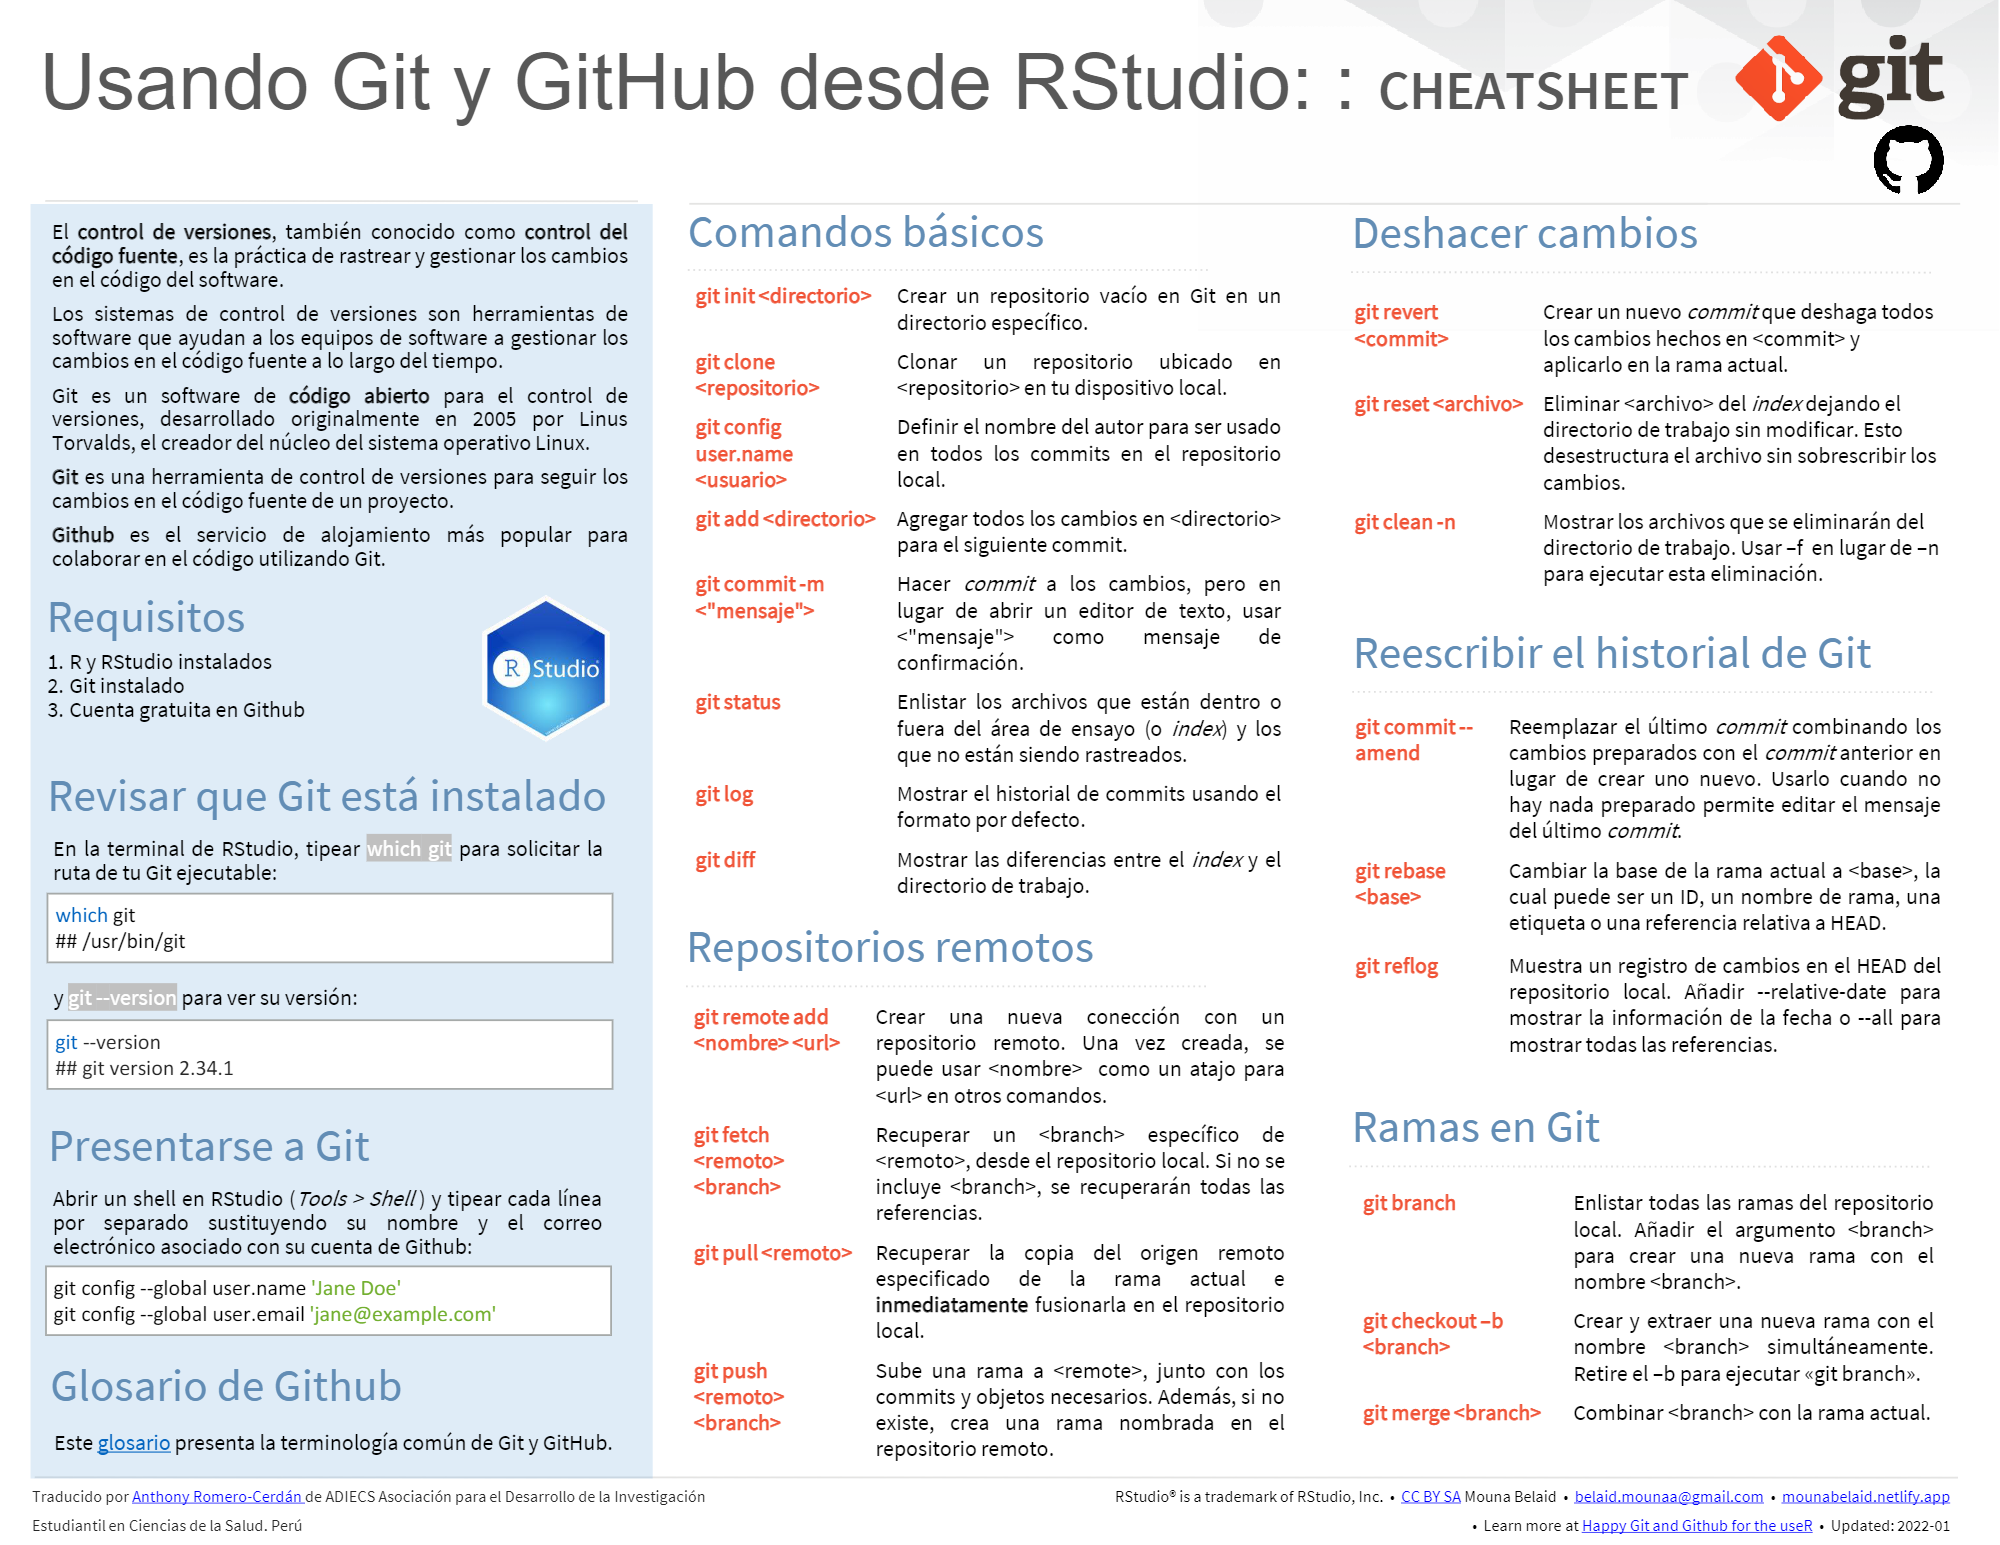 Usando Git y GitHub desde RStudio: : CHEATSHEET
git
El control de versiones, también conocido como control del
código fuente, es la práctica de rastrear y gestionar los cambios
en el código del software.
Los sistemas de control de versiones son herramientas de
software que ayudan a los equipos de software a gestionar los
cambios en el código fuente a lo largo del tiempo.
Git es un software de código abierto para el control de
versiones, desarrollado originalmente en 2005 por Linus
Torvalds, el creador del núcleo del sistema operativo Linux.
Git es una herramienta de control de versiones para seguir los
cambios en el código fuente de un proyecto.
Github es el servicio de alojamiento más popular para
colaborar en el código utilizando Git.
Requisitos
1. R y RStudio instalados
2. Git instalado
3. Cuenta gratuita en Github
R Studio
Revisar que Git está instalado
En la terminal de RStudio, tipear which git para solicitar la
ruta de tu Git ejecutable:
which git
## /usr/bin/git
y git --version para ver su versión:
git --version
## git version 2.34.1
Presentarse a Git
Abrir un shell en RStudio (Tools > Shell) y tipear cada línea
por separado sustituyendo su nombre y el correo
electrónico asociado con su cuenta de Github:
git config --global user.name 'Jane Doe'
git config --global user.email 'jane@example.com'
Glosario de Github
Este glosario presenta la terminología común de Git y GitHub.
Comandos básicos
git init <directorio>
Crear un repositorio vacío en Git en un
directorio específico.
git clone
<repositorio>
Clonar un repositorio ubicado en
<repositorio> en tu dispositivo local.
git config
user.name
<usuario>
Definir el nombre del autor para ser usado
en todos los commits en el repositorio
local.
git add <directorio>
Agregar todos los cambios en <directorio>
para el siguiente commit.
git commit -m
<"mensaje">
Hacer commit a los cambios, pero en
lugar de abrir un editor de texto, usar
<"mensaje"> como mensaje de
confirmación.
git status
Enlistar los archivos que están dentro o
fuera del área de ensayo (o index) y los
que no están siendo rastreados.
git log
Mostrar el historial de commits usando el
formato por defecto.
git diff
Mostrar las diferencias entre el index y el
directorio de trabajo.
Repositorios remotos
git remote add
<nombre> <url>
Crear una nueva conección con un
repositorio remoto. Una vez creada, se
puede usar <nombre> como un atajo para
<url> en otros comandos.
git fetch
<remoto>
<branch>
Recuperar un <branch> específico de
<remoto>, desde el repositorio local. Si no se
incluye <branch>, se recuperarán todas las
referencias.
git pull <remoto>
Recuperar la copia del origen remoto
especificado de la rama actual e
inmediatamente fusionarla en el repositorio
local.
git push
<remoto>
<branch>
Sube una rama a <remote>, junto con los
commits y objetos necesarios. Además, si no
existe, crea una rama nombrada en el
repositorio remoto.
Deshacer cambios
git revert
<commit>
Crear un nuevo commit que deshaga todos
los cambios hechos en <commit> y
aplicarlo en la rama actual.
git reset <archivo>
Eliminar <archivo> del index dejando el
directorio de trabajo sin modificar. Esto
desestructura el archivo sin sobrescribir los
cambios.
git clean -n
Mostrar los archivos que se eliminarán del
directorio de trabajo. Usar –f en lugar de –n
para ejecutar esta eliminación.
Reescribir el historial de Git
git commit --
amend
Reemplazar el último commit combinando los
cambios preparados con el commit anterior en
lugar de crear uno nuevo. Usarlo cuando no
hay nada preparado permite editar el mensaje
del último commit.
git rebase
<base>
Cambiar la base de la rama actual a <base>, la
cual puede ser un ID, un nombre de rama, una
etiqueta o una referencia relativa a HEAD.
git reflog
Muestra un registro de cambios en el HEAD del
repositorio local. Añadir --relative-date para
mostrar la información de la fecha o --all para
mostrar todas las referencias.
Ramas en Git
git branch
Enlistar todas las ramas del repositorio
local. Añadir el argumento <branch>
para crear una nueva rama con el
nombre <branch>.
git checkout –b
<branch>
Crear y extraer una nueva rama con el
nombre <branch> simultáneamente.
Retire el –b para ejecutar «git branch».
git merge <branch>
Combinar <branch> con la rama actual.
Traducido por Anthony Romero-Cerdán de ADIECS Asociación para el Desarrollo de la Investigación
Estudiantil en Ciencias de la Salud. Perú
RStudio® is a trademark of RStudio, Inc. • CC BY SA Mouna Belaid • belaid.mounaa@gmail.com • mounabelaid.netlify.app
• Learn more at Happy Git and Github for the useR • Updated: 2022-01